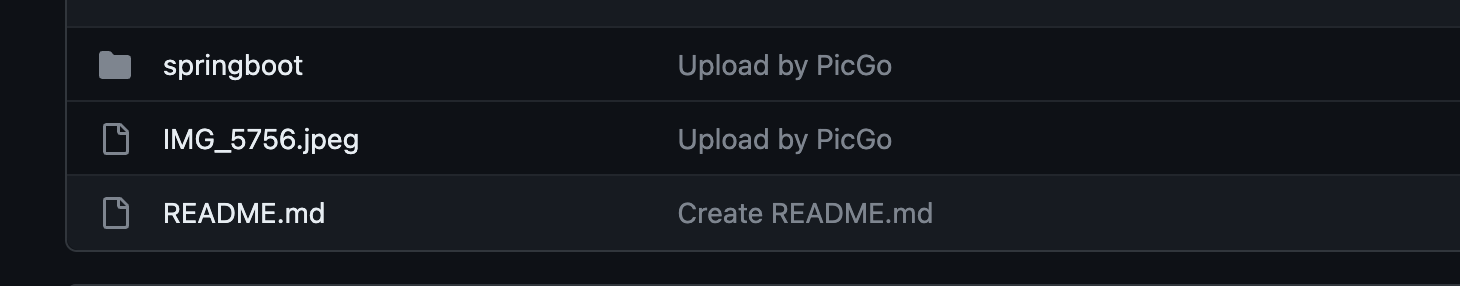 springboot Upload by PicGo
IMG_5756.jpeg Upload by PicGo
README.md Create README.md